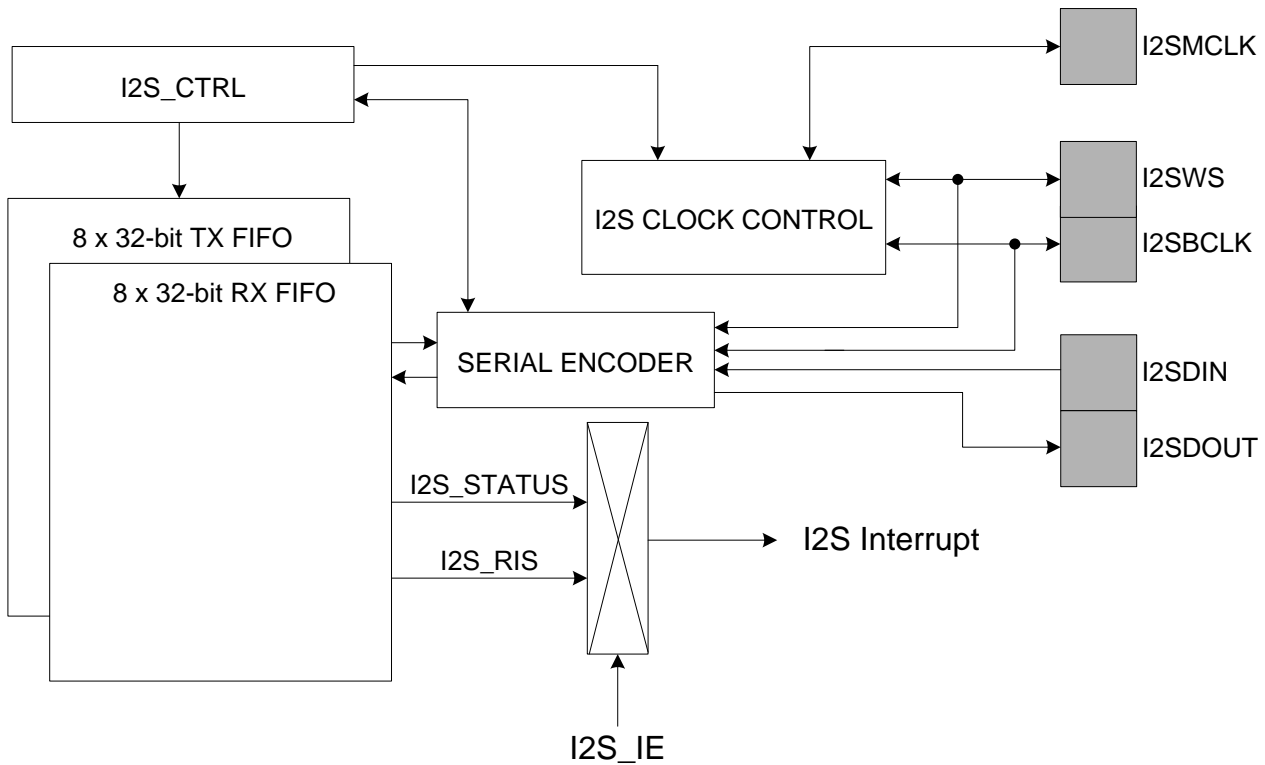 I2S_CTRL
I2SMCLK
I2SWS
I2S CLOCK CONTROL
I2SBCLK
8 x 32-bit TX FIFO
8 x 32-bit RX FIFO
SERIAL ENCODER
I2SDIN
I2SDOUT
I2S_STATUS
I2S Interrupt
I2S_RIS
I2S_IE